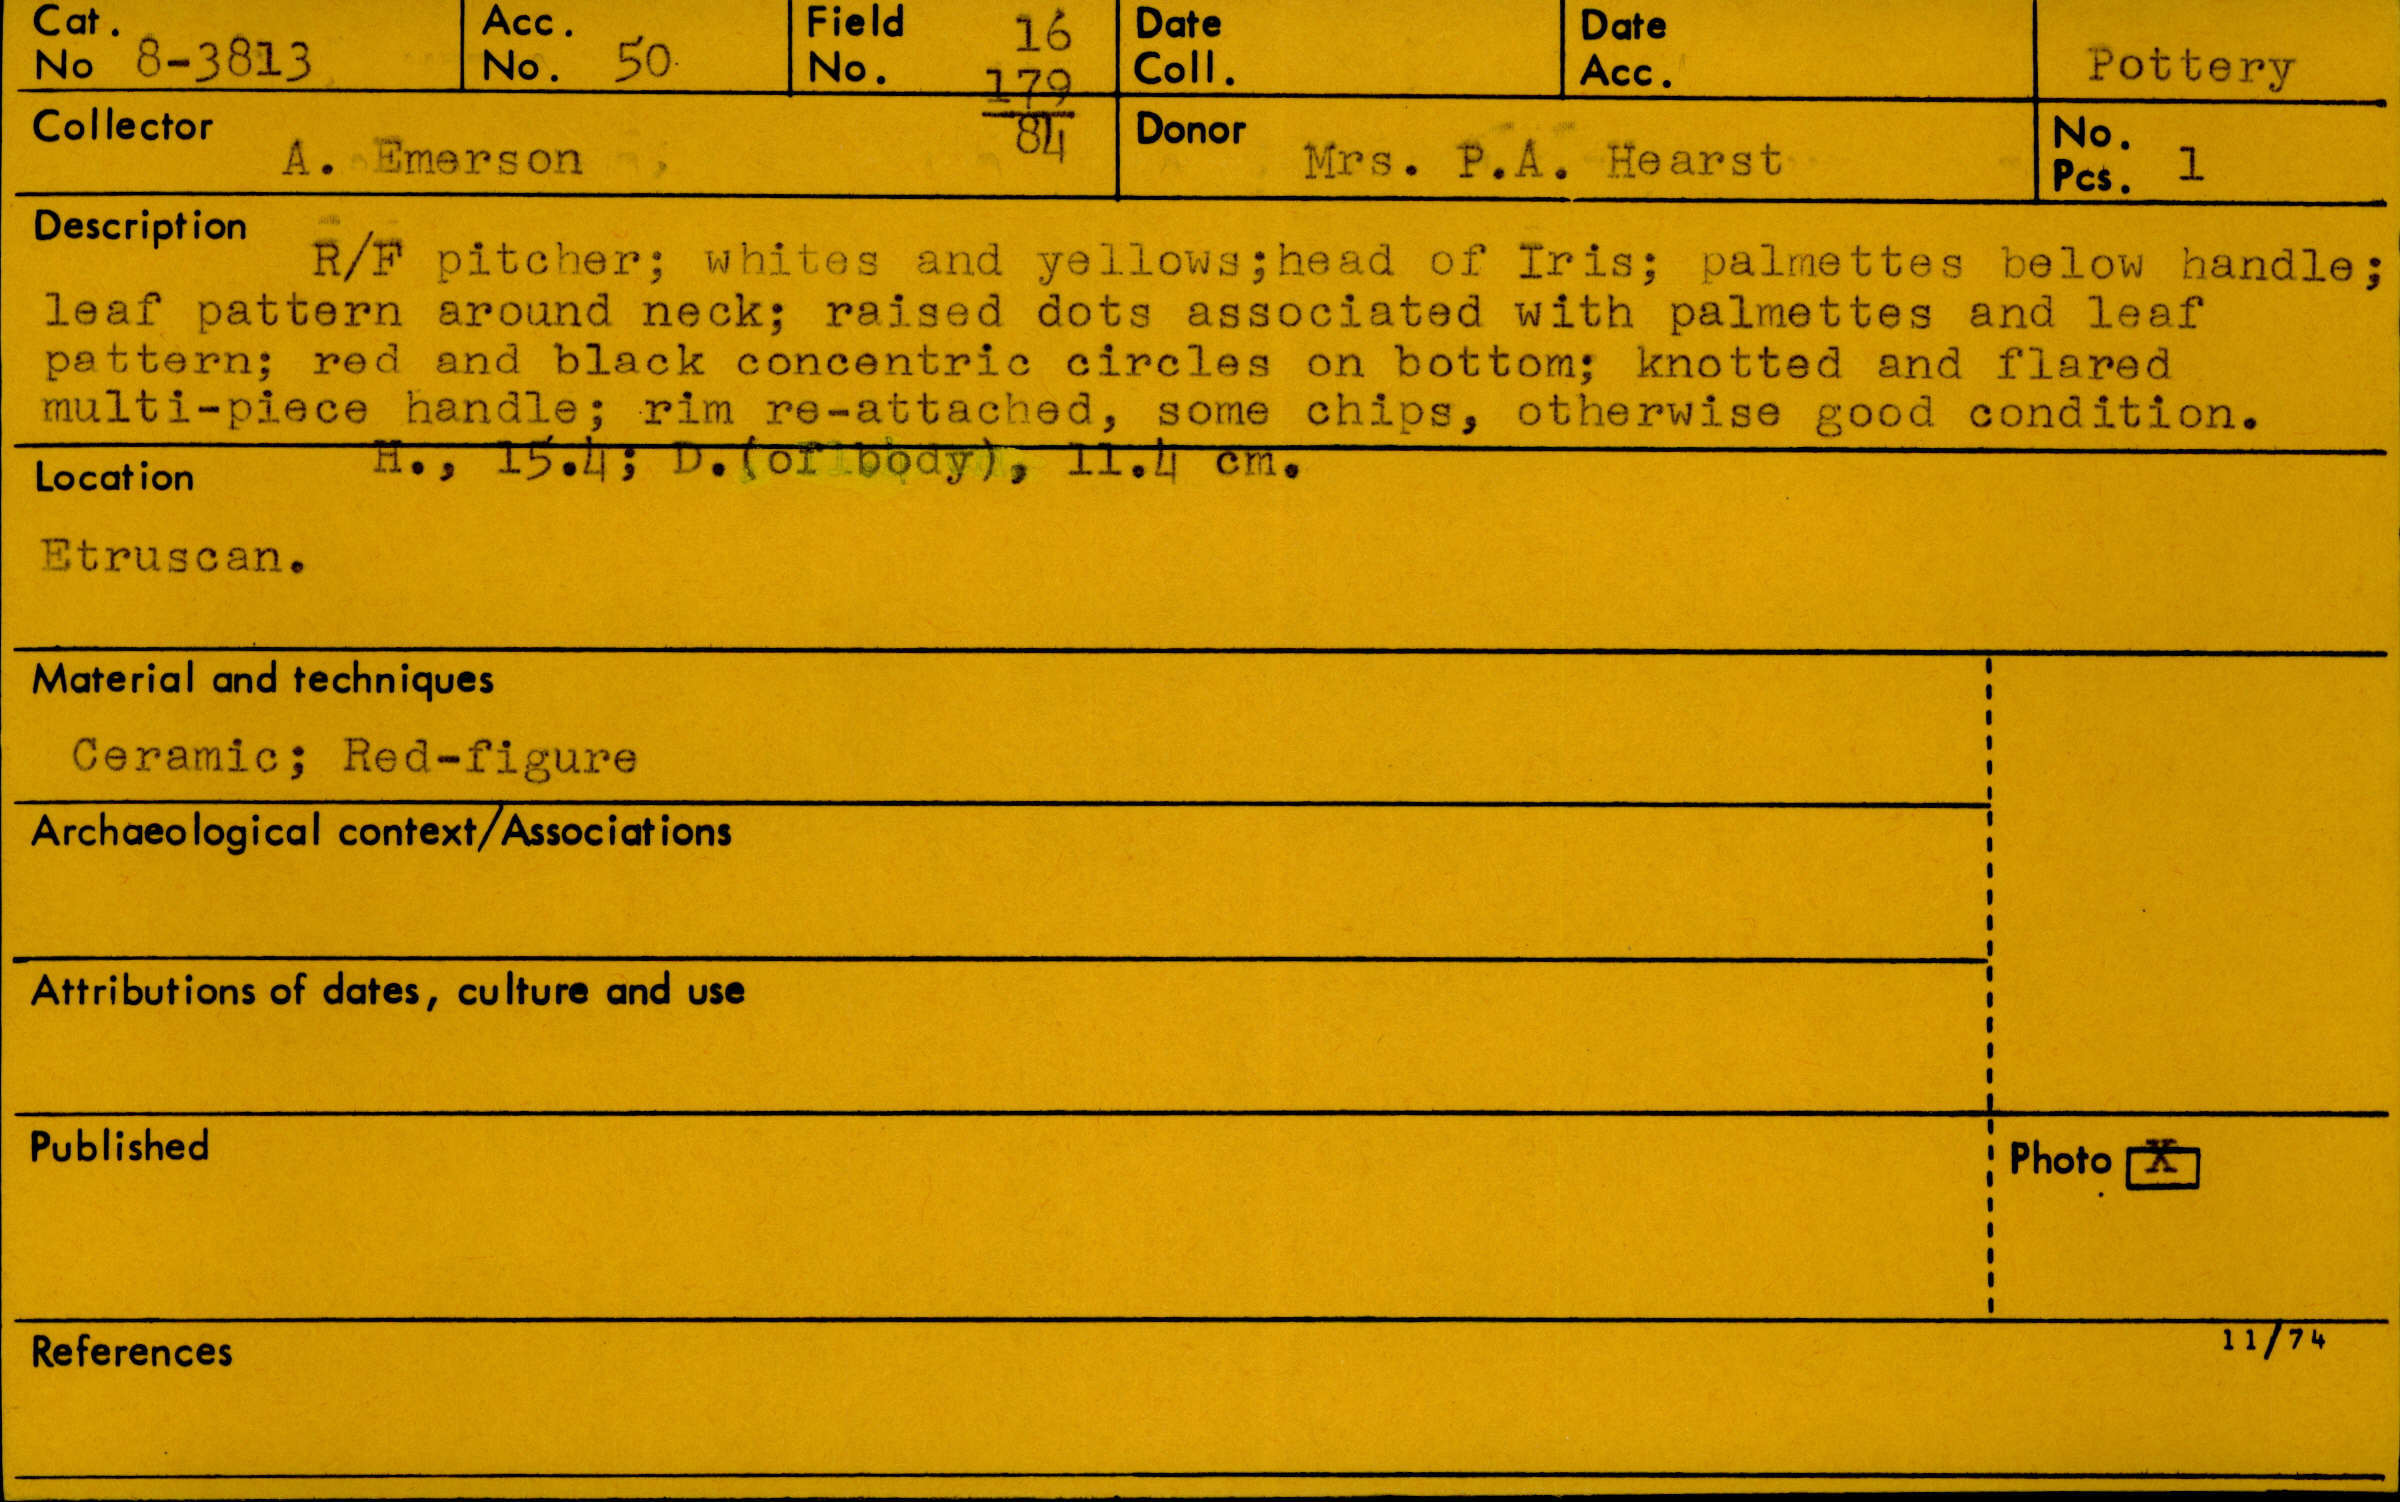 Cat. No 8-3813
Acc. No. 50
Field No. 16 179 84
Date Coll.
Date Acc.
Pottery
Collector A. Emerson
Donor Mrs. P.A. Hearst
No. Pcs. 1
Description R/F pitcher; whites and yellows;head of Iris; palmettes below handle;
leaf pattern around neck; raised dots associated with palmettes and leaf
pattern; red and black concentric circles on bottom; knotted and flared
multi-piece handle; rim re-attached, some chips, otherwise good condition.
H., 15.4; D.(of body), 11.4 cm.
Location
Etruscan.
Material and techniques
Ceramic; Red-figure
Archaeological context/Associations
Attributions of dates, culture and use
Published
Photo X
References
11/74